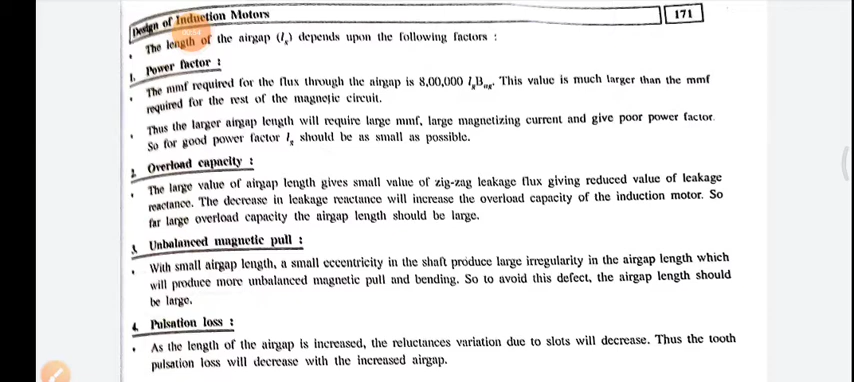 Design of Induction Motors
171
• The length of the airgap (lg) depends upon the following factors :
1. Power factor :
• The mmf required for the flux through the airgap is 8,00,000 lgBag. This value is much larger than the mmf
required for the rest of the magnetic circuit.
• Thus the larger airgap length will require large mmf, large magnetizing current and give poor power factor.
So for good power factor lg should be as small as possible.
2. Overload capacity :
• The large value of airgap length gives small value of zig-zag leakage flux giving reduced value of leakage
reactance. The decrease in leakage reactance will increase the overload capacity of the induction motor. So
far large overload capacity the airgap length should be large.
3. Unbalanced magnetic pull :
• With small airgap length, a small eccentricity in the shaft produce large irregularity in the airgap length which
will produce more unbalanced magnetic pull and bending. So to avoid this defect, the airgap length should
be large.
4. Pulsation loss :
• As the length of the airgap is increased, the reluctances variation due to slots will decrease. Thus the tooth
pulsation loss will decrease with the increased airgap.